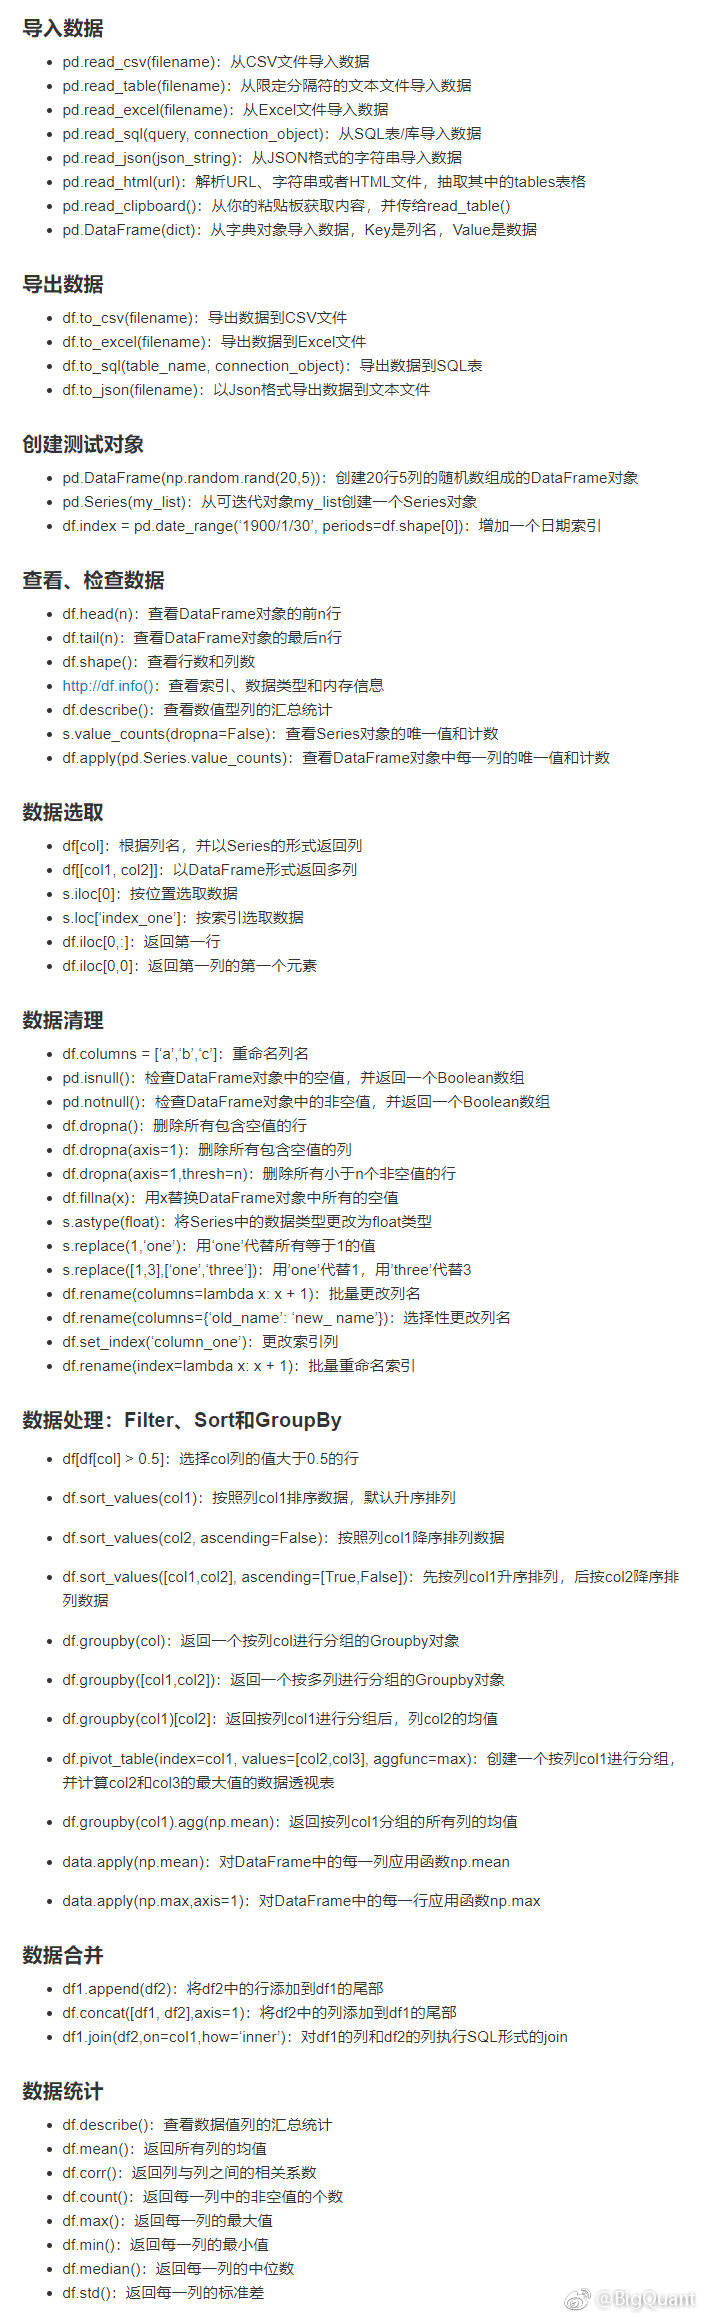 导入数据
pd.read_csv(filename)：从CSV文件导入数据
pd.read_table(filename)：从限定分隔符的文本文件导入数据
pd.read_excel(filename)：从Excel文件导入数据
pd.read_sql(query, connection_object)：从SQL表/库导入数据
pd.read_json(json_string)：从JSON格式的字符串导入数据
pd.read_html(url)：解析URL、字符串或者HTML文件，抽取其中的tables表格
pd.read_clipboard()：从你的粘贴板获取内容，并传给read_table()
pd.DataFrame(dict)：从字典对象导入数据，Key是列名，Value是数据
导出数据
df.to_csv(filename)：导出数据到CSV文件
df.to_excel(filename)：导出数据到Excel文件
df.to_sql(table_name, connection_object)：导出数据到SQL表
df.to_json(filename)：以Json格式导出数据到文本文件
创建测试对象
pd.DataFrame(np.random.rand(20,5))：创建20行5列的随机数组成的DataFrame对象
pd.Series(my_list)：从可迭代对象my_list创建一个Series对象
df.index = pd.date_range(‘1900/1/30’, periods=df.shape[0])：增加一个日期索引
查看、检查数据
df.head(n)：查看DataFrame对象的前n行
df.tail(n)：查看DataFrame对象的最后n行
df.shape()：查看行数和列数
http://df.info()：查看索引、数据类型和内存信息
df.describe()：查看数值型列的汇总统计
s.value_counts(dropna=False)：查看Series对象的唯一值和计数
df.apply(pd.Series.value_counts)：查看DataFrame对象中每一列的唯一值和计数
数据选取
df[col]：根据列名，并以Series的形式返回列
df[[col1, col2]]：以DataFrame形式返回多列
s.iloc[0]：按位置选取数据
s.loc[‘index_one’]：按索引选取数据
df.iloc[0,:]：返回第一行
df.iloc[0,0]：返回第一列的第一个元素
数据清理
df.columns = [‘a’,‘b’,‘c’]：重命名列名
pd.isnull()：检查DataFrame对象中的空值，并返回一个Boolean数组
pd.notnull()：检查DataFrame对象中的非空值，并返回一个Boolean数组
df.dropna()：删除所有包含空值的行
df.dropna(axis=1)：删除所有包含空值的列
df.dropna(axis=1,thresh=n)：删除所有小于n个非空值的行
df.fillna(x)：用x替换DataFrame对象中所有的空值
s.astype(float)：将Series中的数据类型更改为float类型
s.replace(1,‘one’)：用‘one’代替所有等于1的值
s.replace([1,3],[‘one’,‘three’])：用’one’代替1，用’three’代替3
df.rename(columns=lambda x: x + 1)：批量更改列名
df.rename(columns={‘old_name’: ‘new_ name’})：选择性更改列名
df.set_index(‘column_one’)：更改索引列
df.rename(index=lambda x: x + 1)：批量重命名索引
数据处理：Filter、Sort和GroupBy
df[df[col] > 0.5]：选择col列的值大于0.5的行
df.sort_values(col1)：按照列col1排序数据，默认升序排列
df.sort_values(col2, ascending=False)：按照列col1降序排列数据
df.sort_values([col1,col2], ascending=[True,False])：先按列col1升序排列，后按col2降序排
列数据
df.groupby(col)：返回一个按列col进行分组的Groupby对象
df.groupby([col1,col2])：返回一个按多列进行分组的Groupby对象
df.groupby(col1)[col2]：返回按列col1进行分组后，列col2的均值
df.pivot_table(index=col1, values=[col2,col3], aggfunc=max)：创建一个按列col1进行分组，
并计算col2和col3的最大值的数据透视表
df.groupby(col1).agg(np.mean)：返回按列col1分组的所有列的均值
data.apply(np.mean)：对DataFrame中的每一列应用函数np.mean
data.apply(np.max,axis=1)：对DataFrame中的每一行应用函数np.max
数据合并
df1.append(df2)：将df2中的行添加到df1的尾部
df.concat([df1, df2],axis=1)：将df2中的列添加到df1的尾部
df1.join(df2,on=col1,how=‘inner’)：对df1的列和df2的列执行SQL形式的join
数据统计
df.describe()：查看数据值列的汇总统计
df.mean()：返回所有列的均值
df.corr()：返回列与列之间的相关系数
df.count()：返回每一列中的非空值的个数
df.max()：返回每一列的最大值
df.min()：返回每一列的最小值
df.median()：返回每一列的中位数
df.std()：返回每一列的标准差
@BigQuant